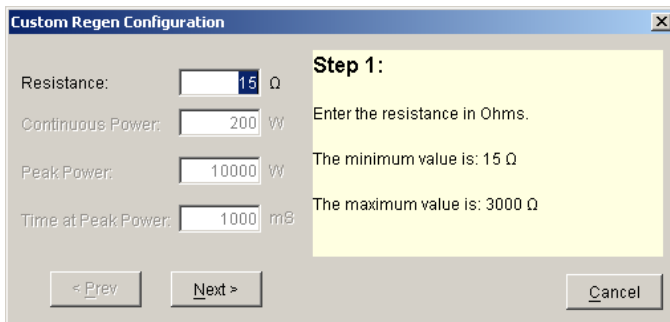 Custom Regen Configuration
Resistance: 15 Ω
Continuous Power: 200 W
Peak Power: 10000 W
Time at Peak Power: 1000 mS
Step 1:
Enter the resistance in Ohms.
The minimum value is: 15 Ω
The maximum value is: 3000 Ω
< Prev
Next >
Cancel